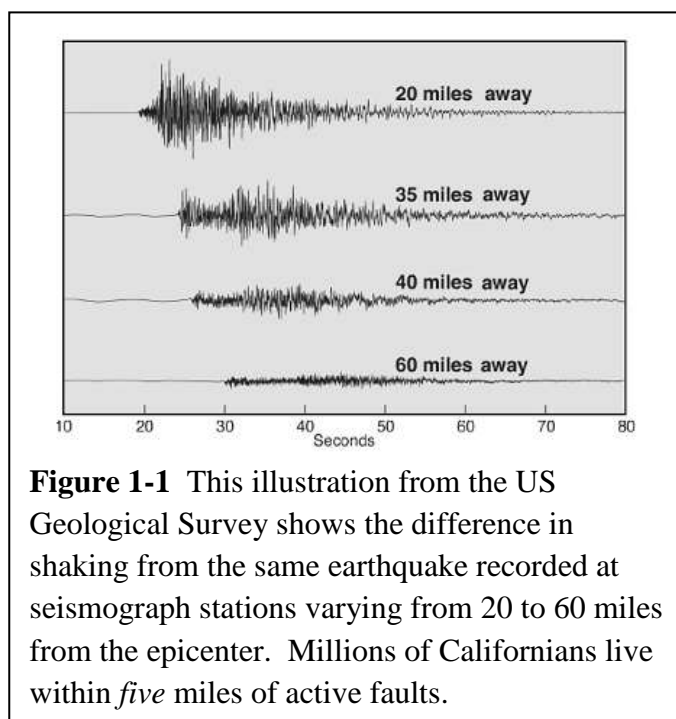 20 miles away
35 miles away
40 miles away
60 miles away
10 20 30 40 50 60 70 80
Seconds
Figure 1-1 This illustration from the US
Geological Survey shows the difference in
shaking from the same earthquake recorded at
seismograph stations varying from 20 to 60 miles
from the epicenter. Millions of Californians live
within five miles of active faults.